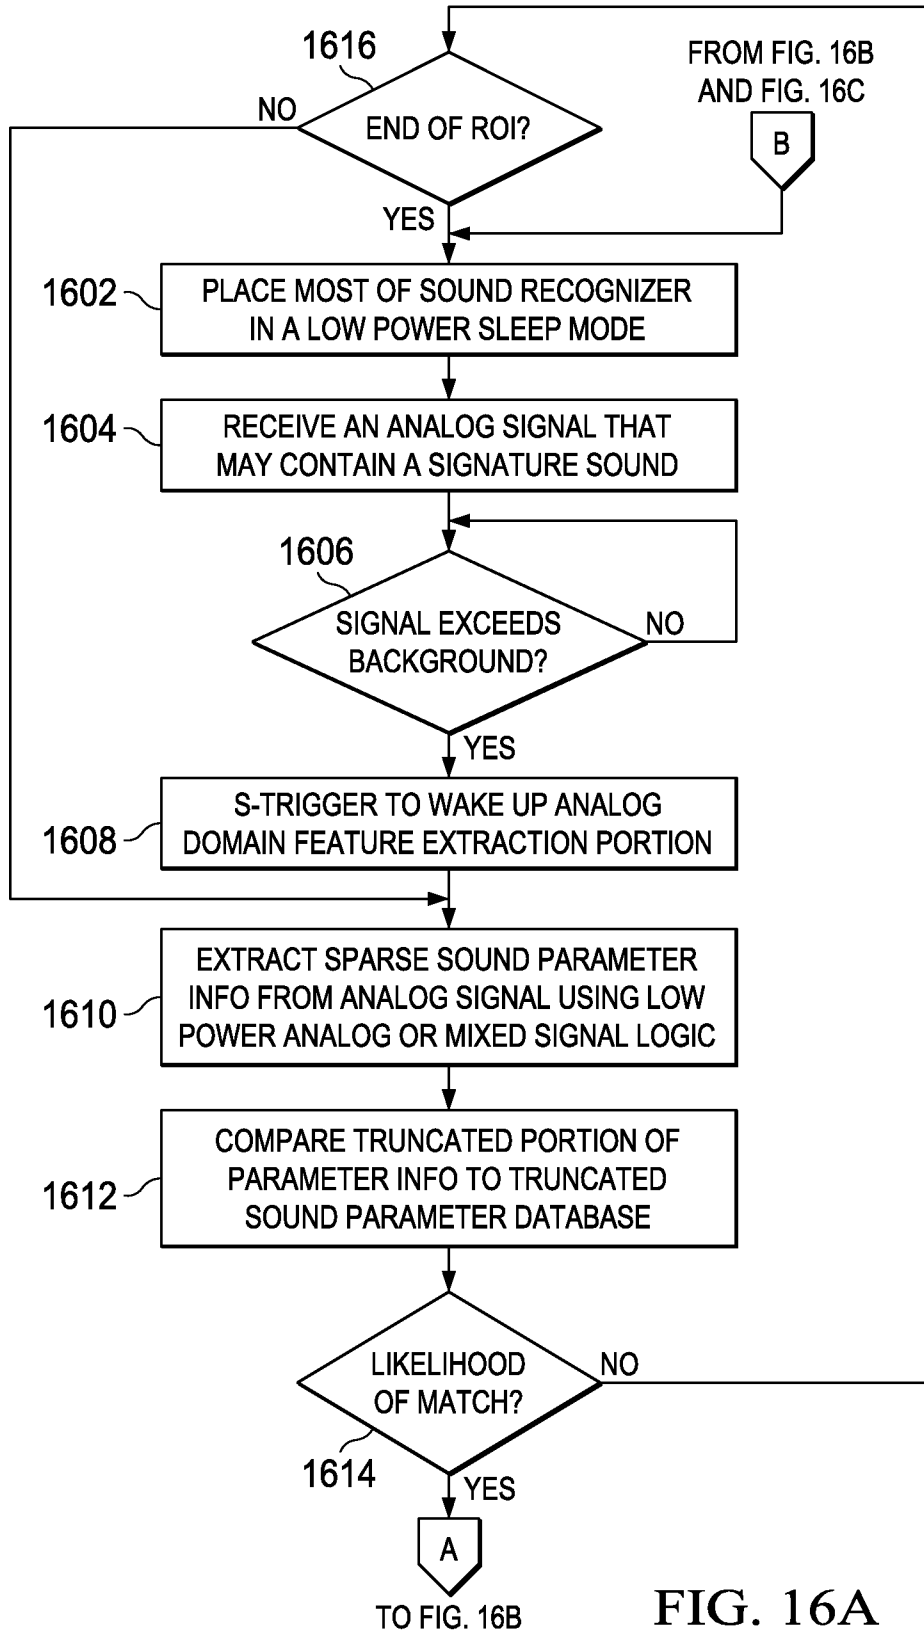 1616
FROM FIG. 16B
AND FIG. 16C
NO
END OF ROI?
B
YES
1602
PLACE MOST OF SOUND RECOGNIZER
IN A LOW POWER SLEEP MODE
1604
RECEIVE AN ANALOG SIGNAL THAT
MAY CONTAIN A SIGNATURE SOUND
1606
SIGNAL EXCEEDS
BACKGROUND?
NO
YES
1608
S-TRIGGER TO WAKE UP ANALOG
DOMAIN FEATURE EXTRACTION PORTION
1610
EXTRACT SPARSE SOUND PARAMETER
INFO FROM ANALOG SIGNAL USING LOW
POWER ANALOG OR MIXED SIGNAL LOGIC
1612
COMPARE TRUNCATED PORTION OF
PARAMETER INFO TO TRUNCATED
SOUND PARAMETER DATABASE
LIKELIHOOD
OF MATCH?
NO
1614
YES
A
TO FIG. 16B
FIG. 16A